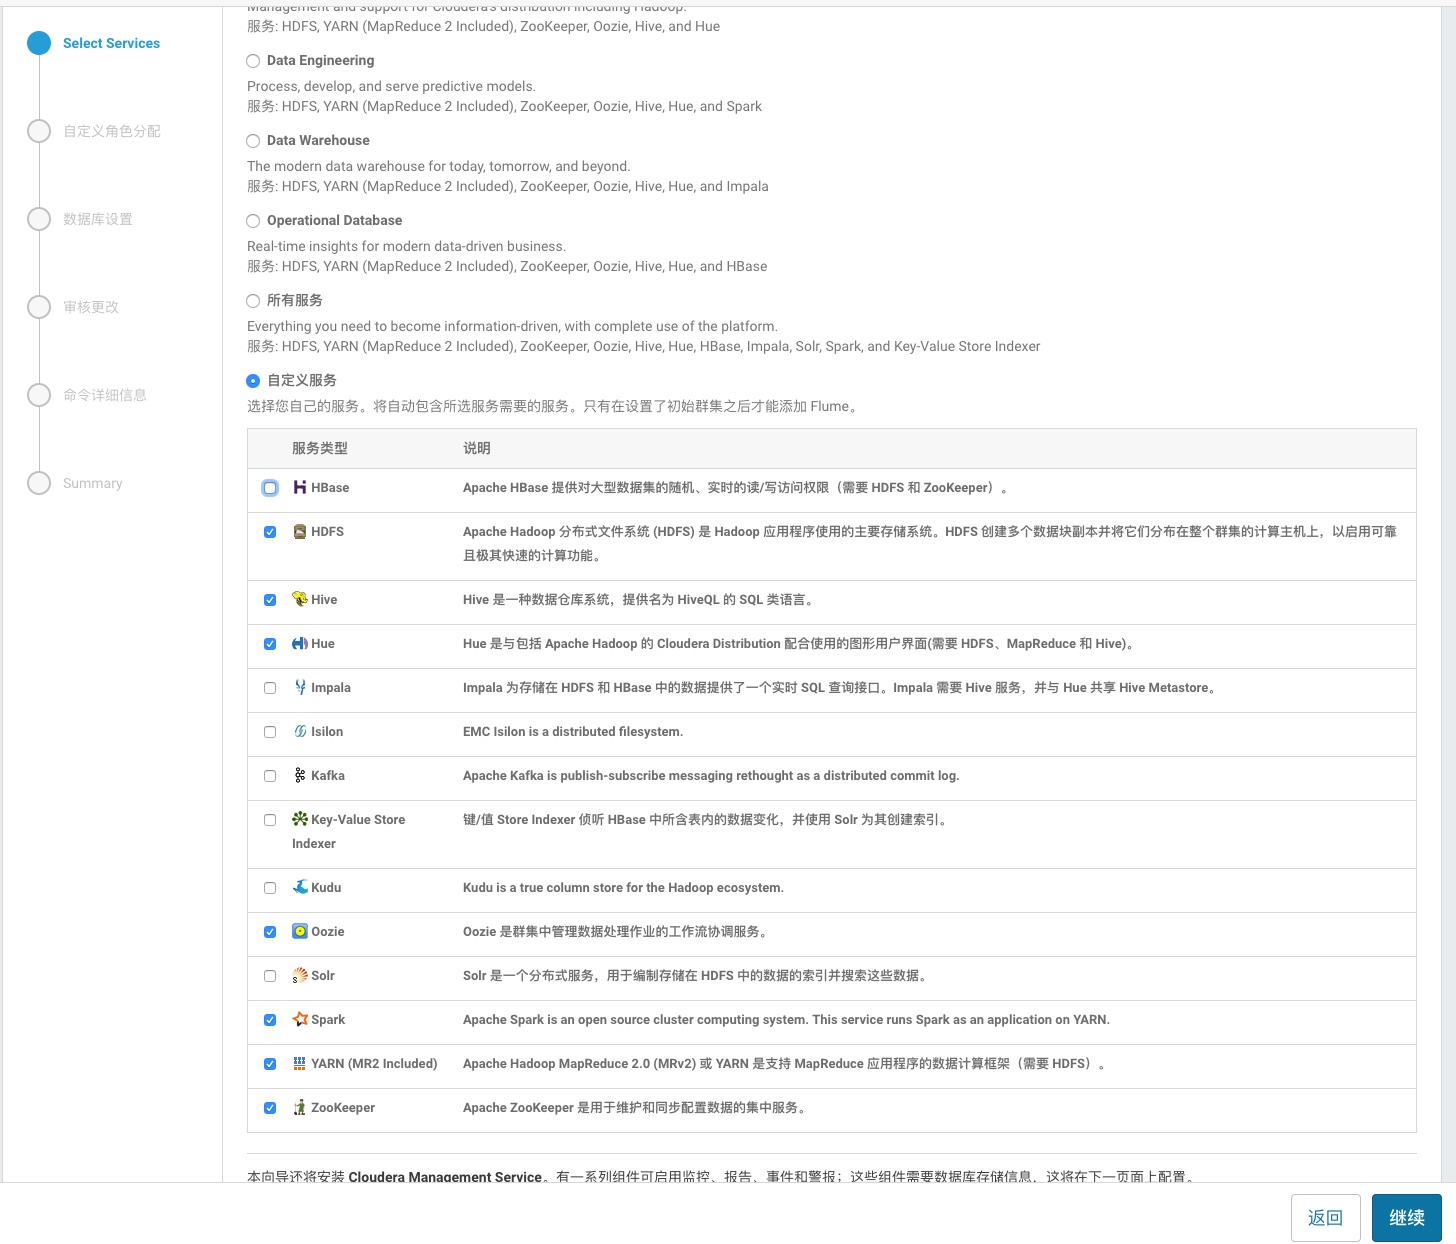 Select Services
自定义角色分配
数据库设置
审核更改
命令详细信息
Summary
Management and support for Cloudera's distribution including Hadoop.
服务: HDFS, YARN (MapReduce 2 Included), ZooKeeper, Oozie, Hive, and Hue
Data Engineering
Process, develop, and serve predictive models.
服务: HDFS, YARN (MapReduce 2 Included), ZooKeeper, Oozie, Hive, Hue, and Spark
Data Warehouse
The modern data warehouse for today, tomorrow, and beyond.
服务: HDFS, YARN (MapReduce 2 Included), ZooKeeper, Oozie, Hive, Hue, and Impala
Operational Database
Real-time insights for modern data-driven business.
服务: HDFS, YARN (MapReduce 2 Included), ZooKeeper, Oozie, Hive, Hue, and HBase
所有服务
Everything you need to become information-driven, with complete use of the platform.
服务: HDFS, YARN (MapReduce 2 Included), ZooKeeper, Oozie, Hive, Hue, HBase, Impala, Solr, Spark, and Key-Value Store Indexer
自定义服务
选择您自己的服务。将自动包含所选服务需要的服务。只有在设置了初始群集之后才能添加 Flume。
服务类型 说明
HBase Apache HBase 提供对大型数据集的随机、实时的读/写访问权限（需要 HDFS 和 ZooKeeper）。
HDFS Apache Hadoop 分布式文件系统 (HDFS) 是 Hadoop 应用程序使用的主要存储系统。HDFS 创建多个数据块副本并将它们分布在整个群集的计算主机上，以启用可靠
且极其快速的计算功能。
Hive Hive 是一种数据仓库系统，提供名为 HiveQL 的 SQL 类语言。
Hue Hue 是与包括 Apache Hadoop 的 Cloudera Distribution 配合使用的图形用户界面(需要 HDFS、MapReduce 和 Hive)。
Impala Impala 为存储在 HDFS 和 HBase 中的数据提供了一个实时 SQL 查询接口。Impala 需要 Hive 服务，并与 Hue 共享 Hive Metastore。
Isilon EMC Isilon is a distributed filesystem.
Kafka Apache Kafka is publish-subscribe messaging rethought as a distributed commit log.
Key-Value Store 键/值 Store Indexer 侦听 HBase 中所含表内的数据变化，并使用 Solr 为其创建索引。
Indexer
Kudu Kudu is a true column store for the Hadoop ecosystem.
Oozie Oozie 是群集中管理数据处理作业的工作流协调服务。
Solr Solr 是一个分布式服务，用于编制存储在 HDFS 中的数据的索引并搜索这些数据。
Spark Apache Spark is an open source cluster computing system. This service runs Spark as an application on YARN.
YARN (MR2 Included) Apache Hadoop MapReduce 2.0 (MRv2) 或 YARN 是支持 MapReduce 应用程序的数据计算框架（需要 HDFS）。
ZooKeeper Apache ZooKeeper 是用于维护和同步配置数据的集中服务。
本向导还将安装 Cloudera Management Service。有一系列组件可启用监控、报告、事件和警报；这些组件需要数据库存储信息，这将在下一页面上配置。
返回 继续